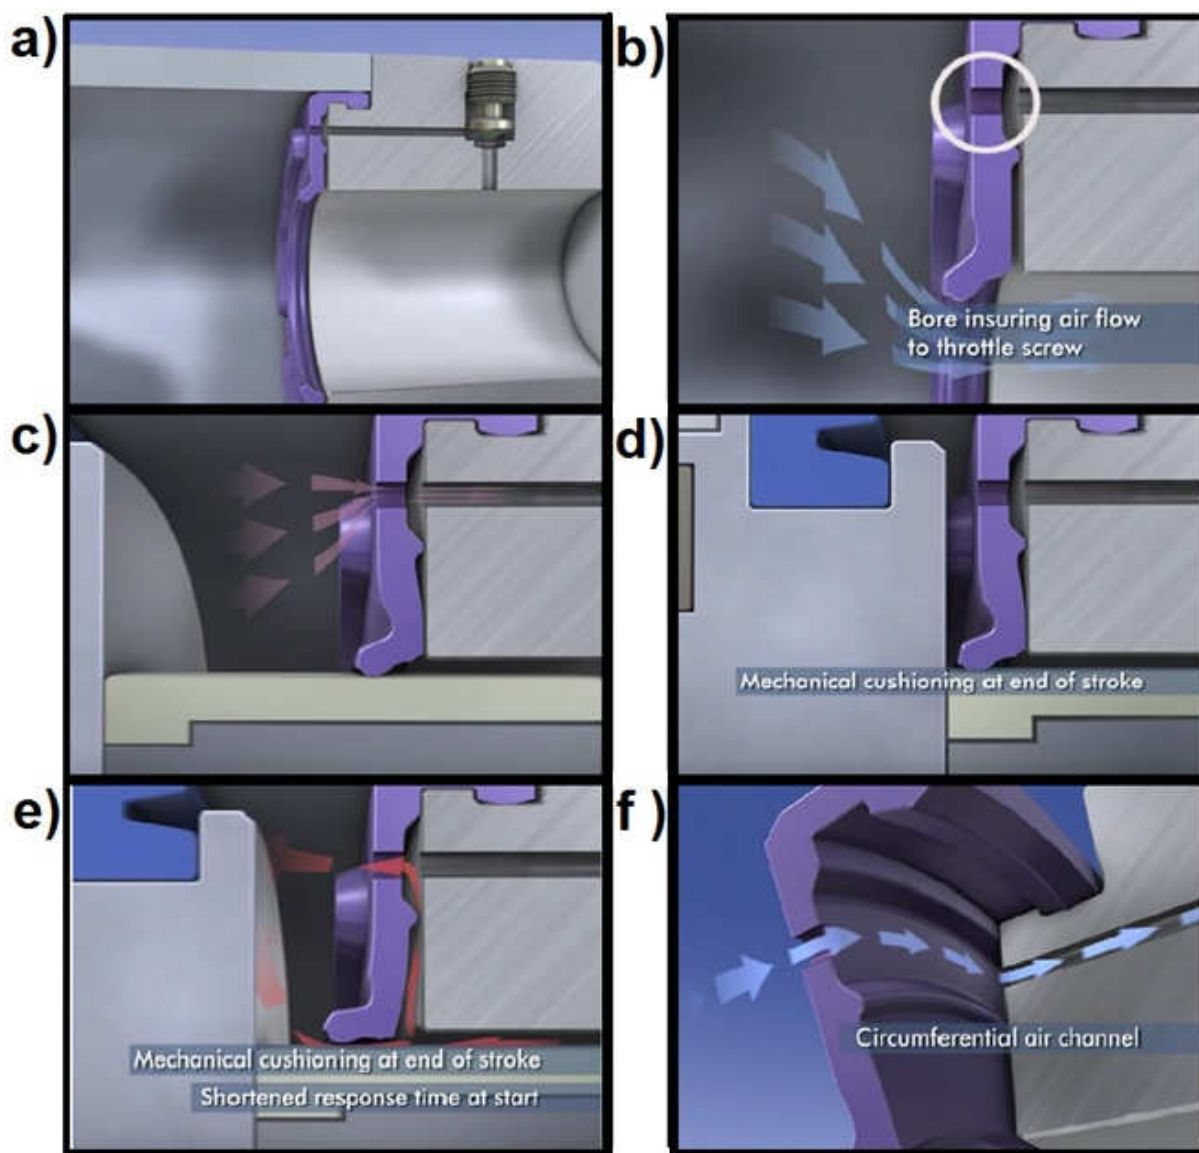 a)
b)
Bore insuring air flow
to throttle screw
c)
d)
Mechanical cushioning at end of stroke
e)
Mechanical cushioning at end of stroke
Shortened response time at start
f)
Circumferential air channel